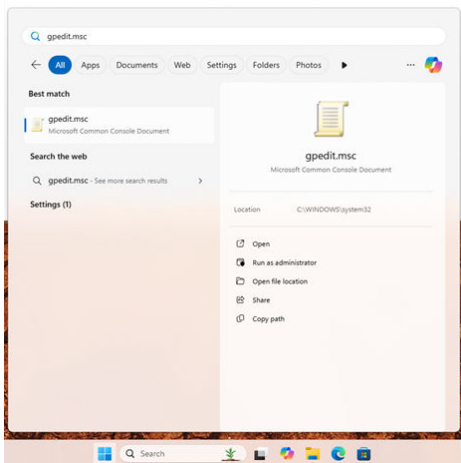 gpedit.msc
All Apps Documents Web Settings Folders Photos
Best match
gpedit.msc
Microsoft Common Console Document
Search the web
gpedit.msc - See more search results
Settings (1)
gpedit.msc
Microsoft Common Console Document
Location C:\WINDOWS\system32
Open
Run as administrator
Open file location
Share
Copy path
Search